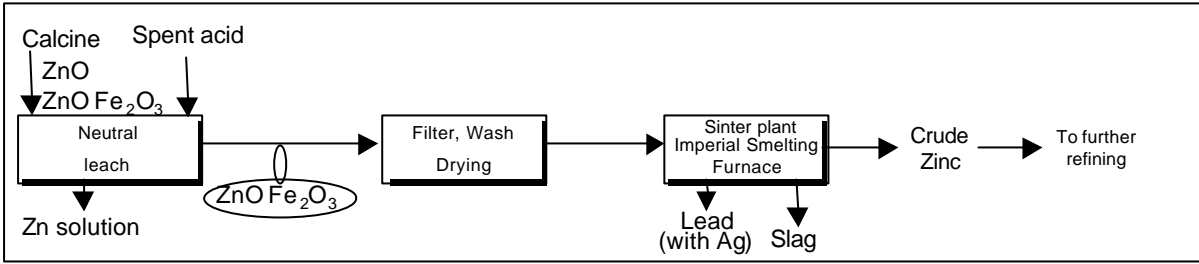 Calcine
ZnO
ZnO Fe2O3
Spent acid
Neutral
leach
Zn solution
ZnO Fe2O3
Filter, Wash
Drying
Sinter plant
Imperial Smelting
Furnace
Lead
(with Ag)
Slag
Crude
Zinc
To further
refining